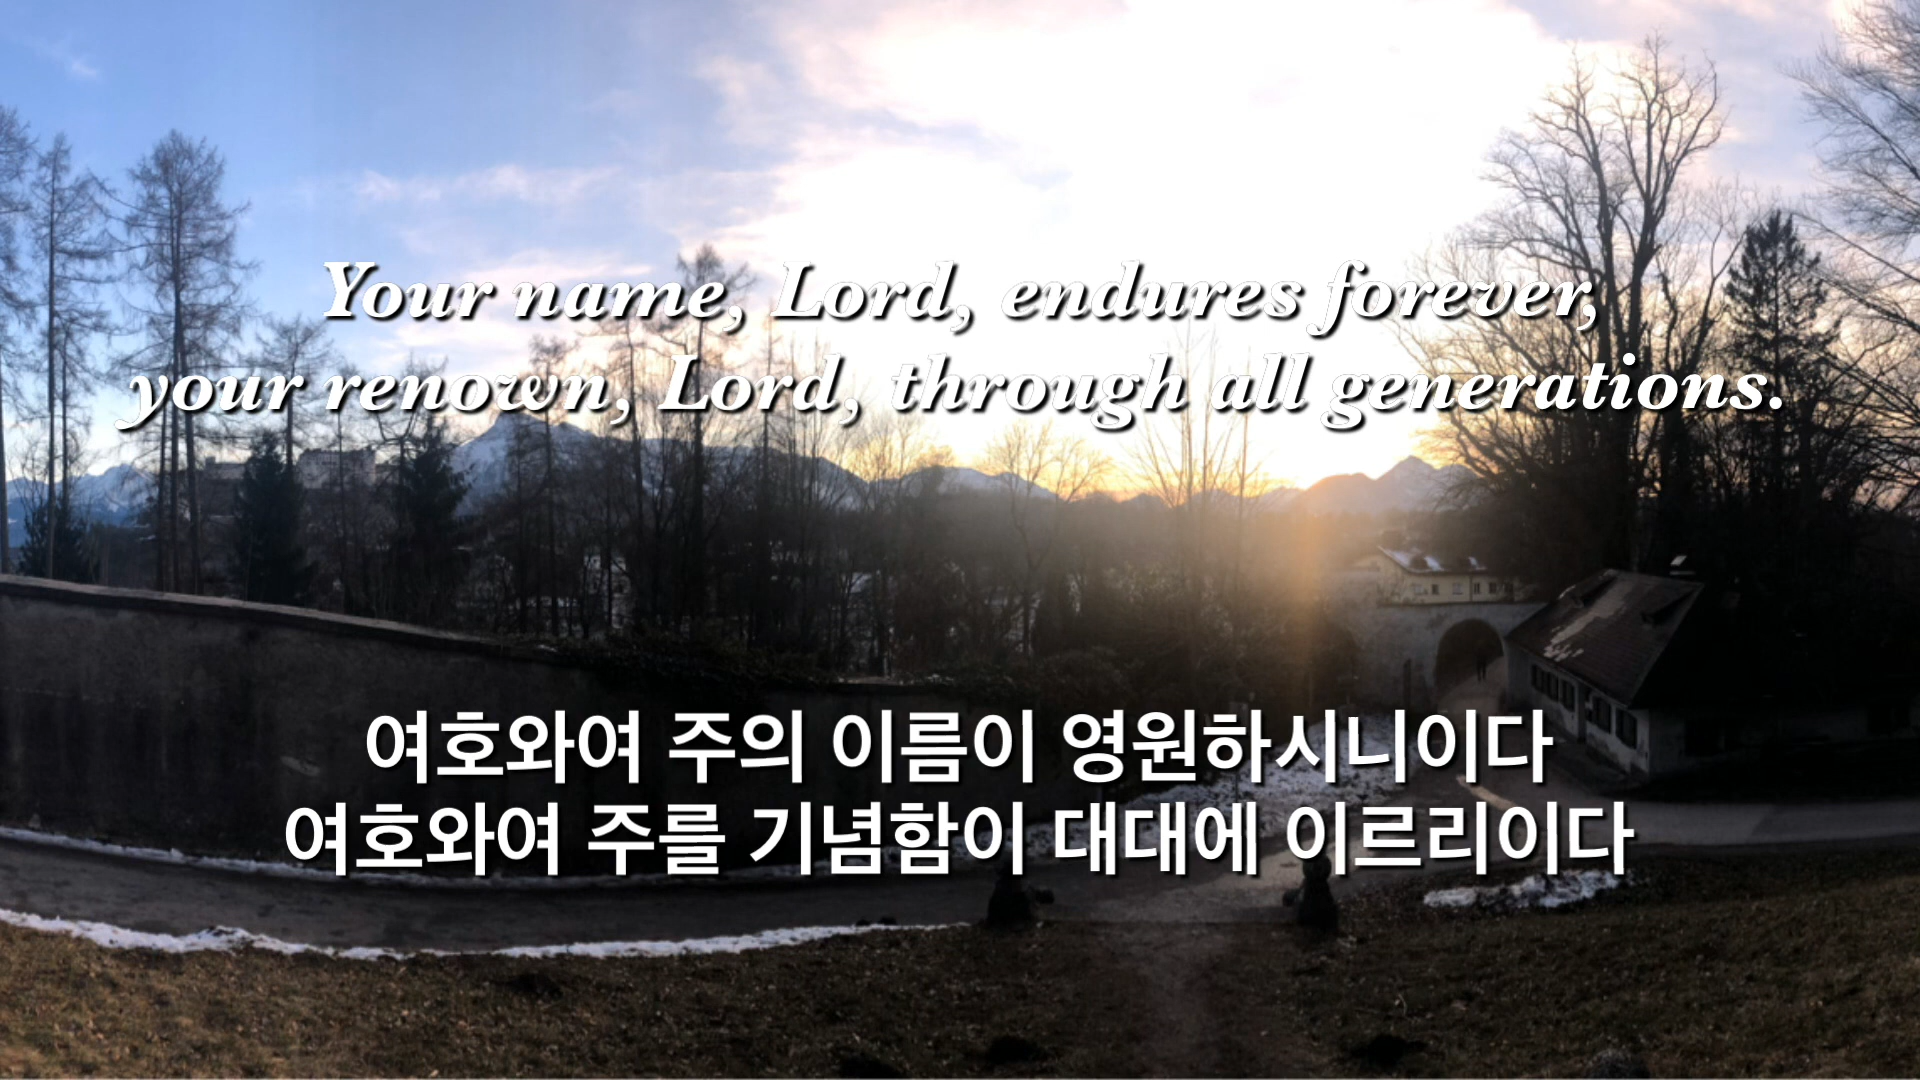 Your name, Lord, endures forever,
your renown, Lord, through all generations.
여호와여 주의 이름이 영원하시니이다
여호와여 주를 기념함이 대대에 이르리이다